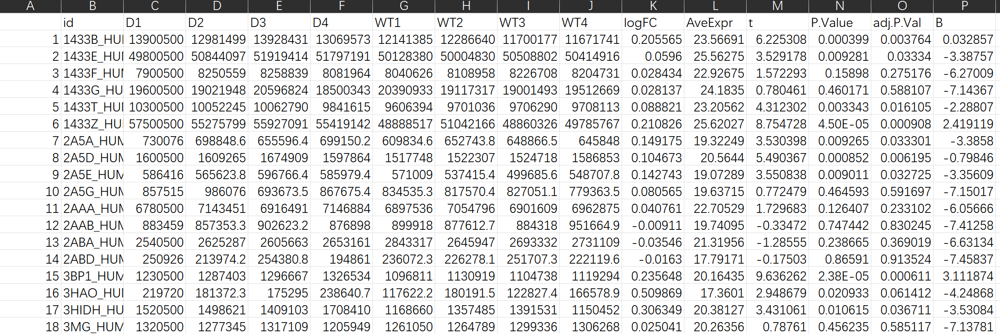 A B C D E F G H I J K L M N O P
id D1 D2 D3 D4 WT1 WT2 WT3 WT4 logFC AveExpr t P.Value adj.P.Val B
1 1433B_HU 13900500 12981499 13928431 13069573 12141385 12286640 11700177 11671741 0.205565 23.56691 6.225308 0.000399 0.003764 0.032857
2 1433E_HU 49800500 50844097 51919414 51797191 50128380 50004830 50508802 50414916 0.0596 25.56275 3.529178 0.009281 0.03334 -3.38757
3 1433F_HU 7900500 8250559 8258839 8081964 8040626 8108958 8226708 8204731 0.028434 22.92675 1.572293 0.15898 0.275176 -6.27009
4 1433G_HU 19600500 19021948 20596824 18500343 20390933 19117317 19001493 19512669 0.028137 24.1835 0.780461 0.460171 0.588107 -7.14367
5 1433T_HU 10300500 10052245 10062790 9841615 9606394 9701036 9706290 9708113 0.088821 23.20562 4.312302 0.003343 0.016105 -2.28807
6 1433Z_HU 57500500 55275799 55927091 55419142 48888517 51042166 48860326 49785767 0.210826 25.62027 8.754728 4.50E-05 0.000908 2.419119
7 2A5A_HUM 730076 698848.6 655596.4 699150.2 609834.6 652743.8 648866.5 645848 0.149175 19.32249 3.530398 0.009265 0.033301 -3.3858
8 2A5D_HUM 1600500 1609265 1674909 1597864 1517748 1522307 1524718 1586853 0.104673 20.5644 5.490367 0.000852 0.006195 -0.79846
9 2A5E_HUM 586416 565623.8 596766.4 585979.4 571009 537415.4 499685.6 548707.8 0.142743 19.07289 3.550838 0.009011 0.032725 -3.35609
10 2A5G_HUM 857515 986076 693673.5 867675.4 834535.3 817570.4 827051.1 779363.5 0.080565 19.63715 0.772479 0.464593 0.591697 -7.15017
11 2AAA_HUM 6780500 7143451 6916491 7146884 6897536 7054796 6901609 6962875 0.040761 22.70529 1.729683 0.126407 0.233102 -6.05666
12 2AAB_HUM 883459 857353.3 902623.2 876898 899918 877612.7 884318 951664.9 -0.00911 19.74095 -0.33472 0.747442 0.830245 -7.41258
13 2ABA_HUM 2540500 2625287 2605663 2653161 2843317 2645947 2693332 2731109 -0.03546 21.31956 -1.28555 0.238665 0.369019 -6.63134
14 2ABD_HUM 250926 213974.2 254380.8 194861 236072.3 226278.1 251707.3 222119.6 -0.0163 17.79171 -0.17503 0.86591 0.913524 -7.45837
15 3BP1_HUM 1230500 1287403 1296667 1326534 1096811 1130919 1104738 1119294 0.235648 20.16435 9.636262 2.38E-05 0.000611 3.111874
16 3HAO_HU 219720 181372.3 175295 238640.7 117622.2 180191.5 122827.4 166578.9 0.509869 17.3601 2.948679 0.020933 0.061412 -4.24868
17 3HIDH_HU 1520500 1498621 1409103 1708410 1168660 1357485 1391531 1150452 0.306349 20.38127 3.431061 0.010615 0.036711 -3.53084
18 3MG_HUM 1320500 1277345 1317109 1205949 1261050 1264789 1299336 1306268 0.025041 20.26356 0.78761 0.456235 0.585117 -7.13781